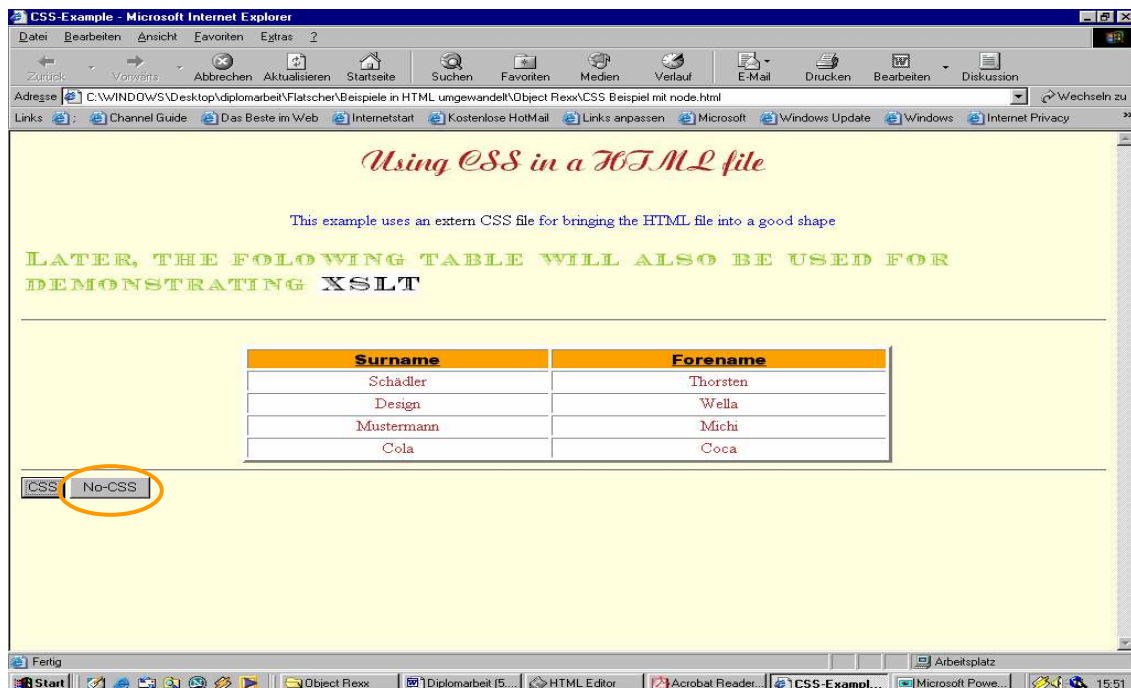 CSS-Example - Microsoft Internet Explorer
Datei Bearbeiten Ansicht Favoriten Extras ?
Zurück Vorwärts Abbrechen Aktualisieren Startseite Suchen Favoriten Medien Verlauf E-Mail Drucken Bearbeiten Diskussion
Adresse C:\WINDOWS\Desktop\diplomarbeit\Flatscher\Beispiele in HTML umgewandelt\Object Rexx\CSS Beispiel mit node.html Wechseln zu
Links ; Channel Guide Das Beste im Web Internetstart Kostenlose HotMail Links anpassen Microsoft Windows Update Windows Internet Privacy »
Using CSS in a HTML file
This example uses an extern CSS file for bringing the HTML file into a good shape
Later, the folowing table will also be used for
demonstrating XSLT
Surname Forename
Schädler Thorsten
Design Wella
Mustermann Michi
Cola Coca
CSS No-CSS
Fertig Arbeitsplatz
Start Object Rexx Diplomarbeit (5.... HTML Editor Acrobat Reader... CSS-Exampl... Microsoft Powe... 15:51